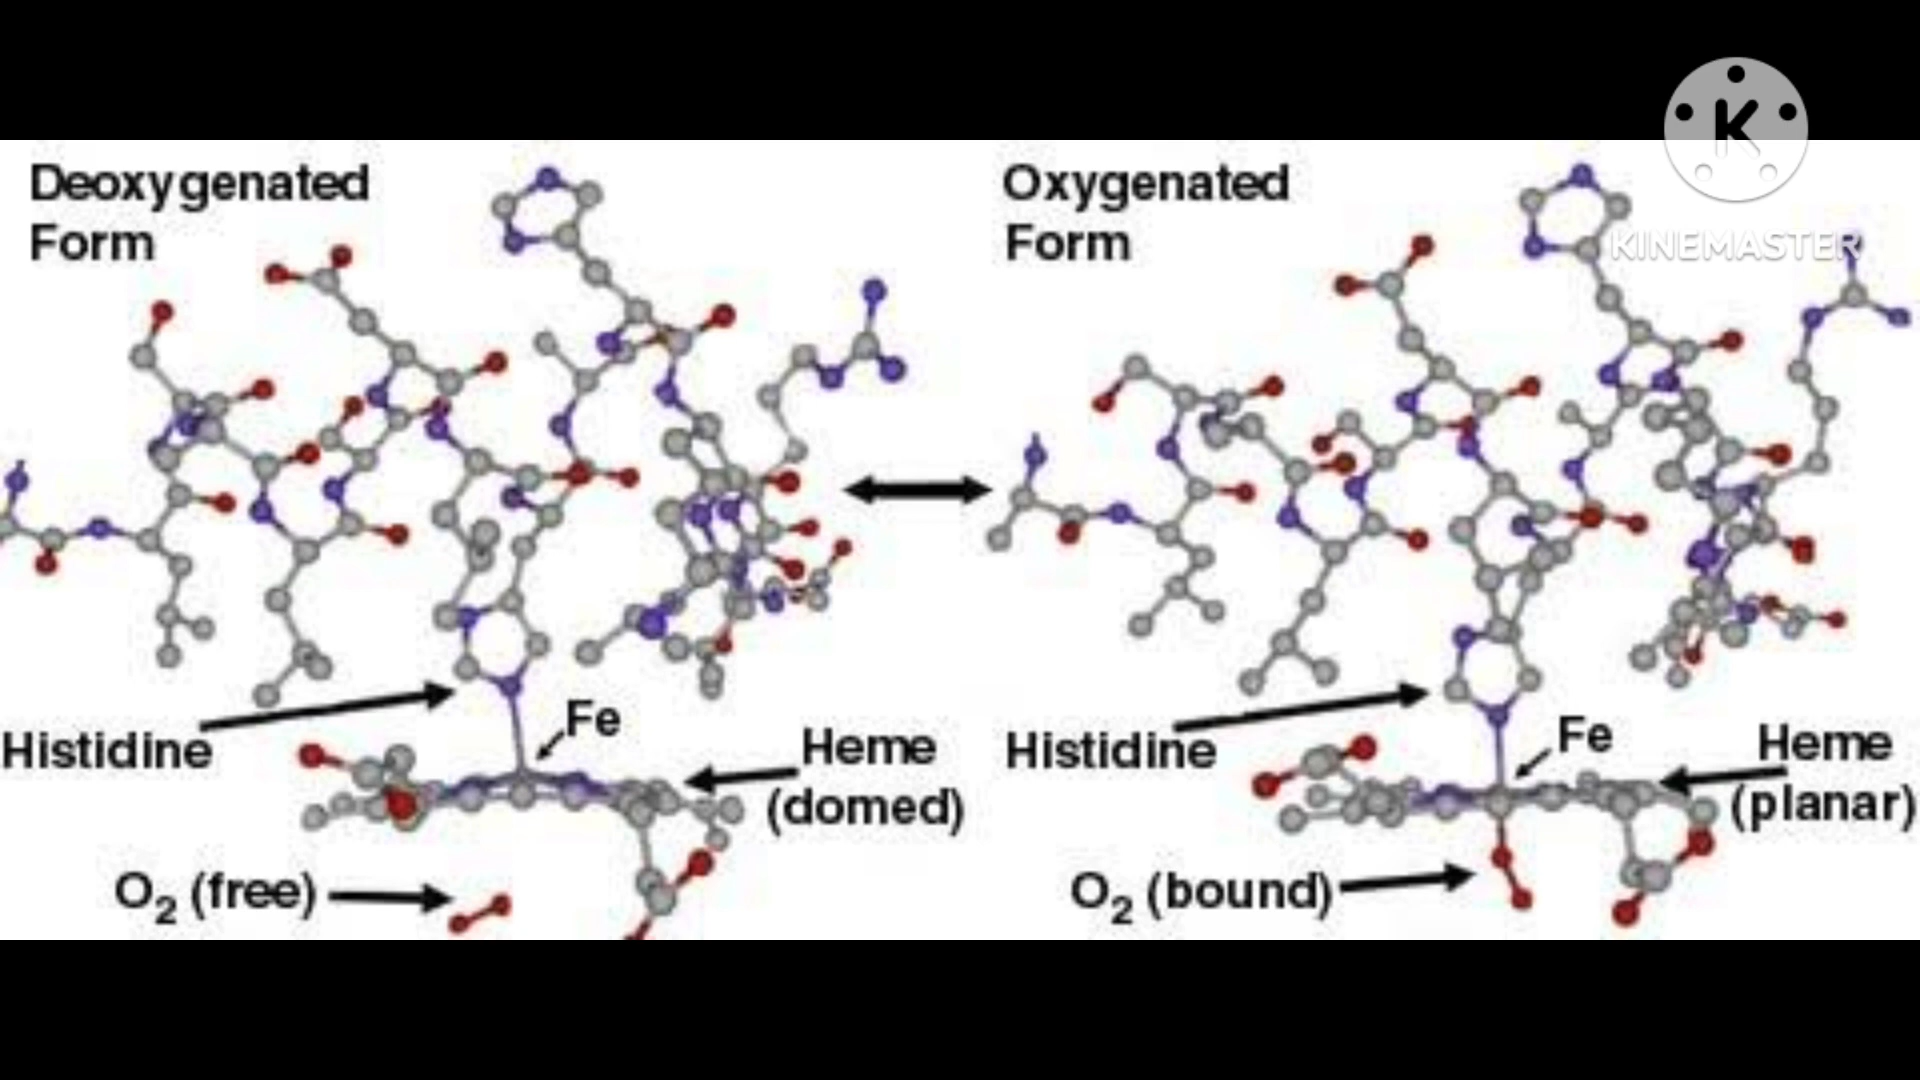 Deoxygenated
Form
Histidine
Fe
Heme
(domed)
O₂ (free)
Oxygenated
Form
K
KINEMASTER
Histidine
Fe
Heme
(planar)
O₂ (bound)